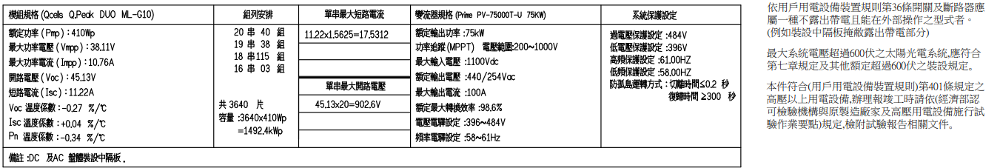 模組規格 (Qcells Q.Peak DUO ML-G10)
額定功率 (Pmp) : 410Wp
最大功率電壓 (Vmpp) : 38.11V
最大功率電流 (Impp) : 10.76A
開路電壓 (Voc) : 45.13V
短路電流 (Isc) : 11.22A
Voc 溫度係數 : -0.27 %/℃
Isc 溫度係數 : +0.04 %/℃
Pn 溫度係數 : -0.34 %/℃
組列安排
20 串 40 組
19 串 38 組
18 串115 組
16 串 03 組
共 3640 片
容量 :3640x410Wp
=1492.4kWp
單串最大短路電流
11.22x1.5625=17.5312
單串最大開路電壓
45.13x20=902.6V
變流器規格 (Prime PV-75000T-U 75KW)
額定輸出功率 :75kW
功率追蹤(MPPT) 電壓範圍:200~1000V
最大輸入電壓 :1100Vdc
額定輸出電壓 :440/254Vac
最大輸出電流 :100A
額定最大轉換效率 :98.6%
電壓電驛設定 :396~484V
頻率電驛設定 :58~61Hz
系統保護設定
過電壓保護設定 :484V
低電壓保護設定 :396V
高頻保護設定 :61.00HZ
低頻保護設定 :58.00HZ
防孤島運轉方式 : 切離時間≤0.2 秒
復歸時間 ≥300 秒
備註 :DC 及AC 盤體裝設中隔板 .
依用戶用電設備裝置規則第36條開關及斷路器應
屬一種不露出帶電且能在外部操作之型式者。
(例如裝設中隔板掩蔽露出帶電部分)
最大系統電壓超過600伏之太陽光電系統,應符合
第七章規定及其他額定超過600伏之裝設規定。
本件符合(用戶用電設備裝置規則)第401條規定之
高壓以上用電設備,辦理報竣工時請依(經濟部認
可檢驗機構與原製造廠家及高壓用電設備施行試
驗作業要點)規定,檢附試驗報告相關文件。